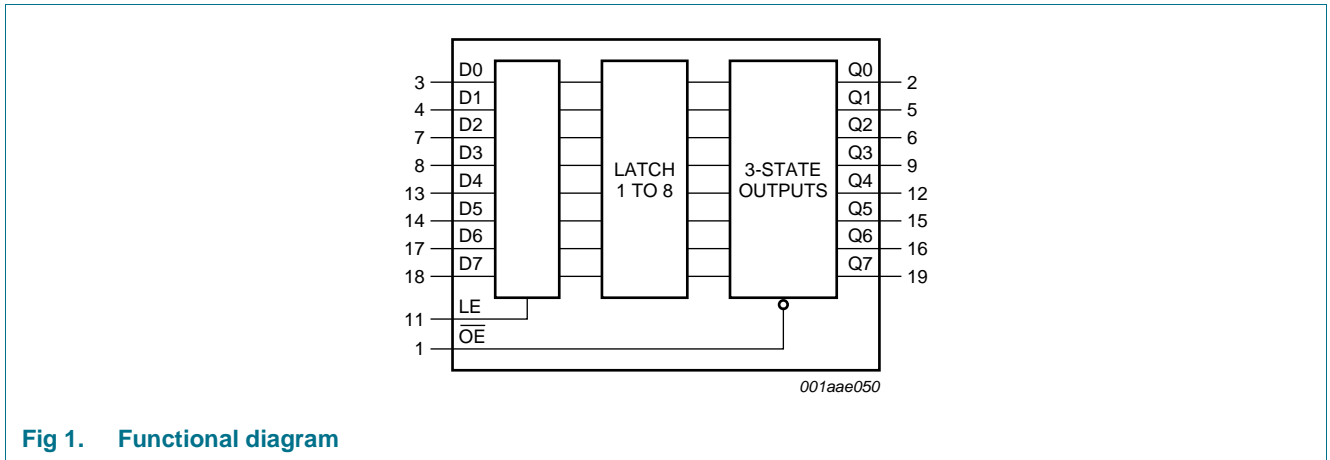 D0 Q0
3 2
D1 Q1
4 5
D2 Q2
7 6
D3 Q3
8 9
LATCH 3-STATE
D4 1 TO 8 OUTPUTS Q4
13 12
D5 Q5
14 15
D6 Q6
17 16
D7 Q7
18 19
LE
11
O̅E̅
1
001aae050
Fig 1. Functional diagram